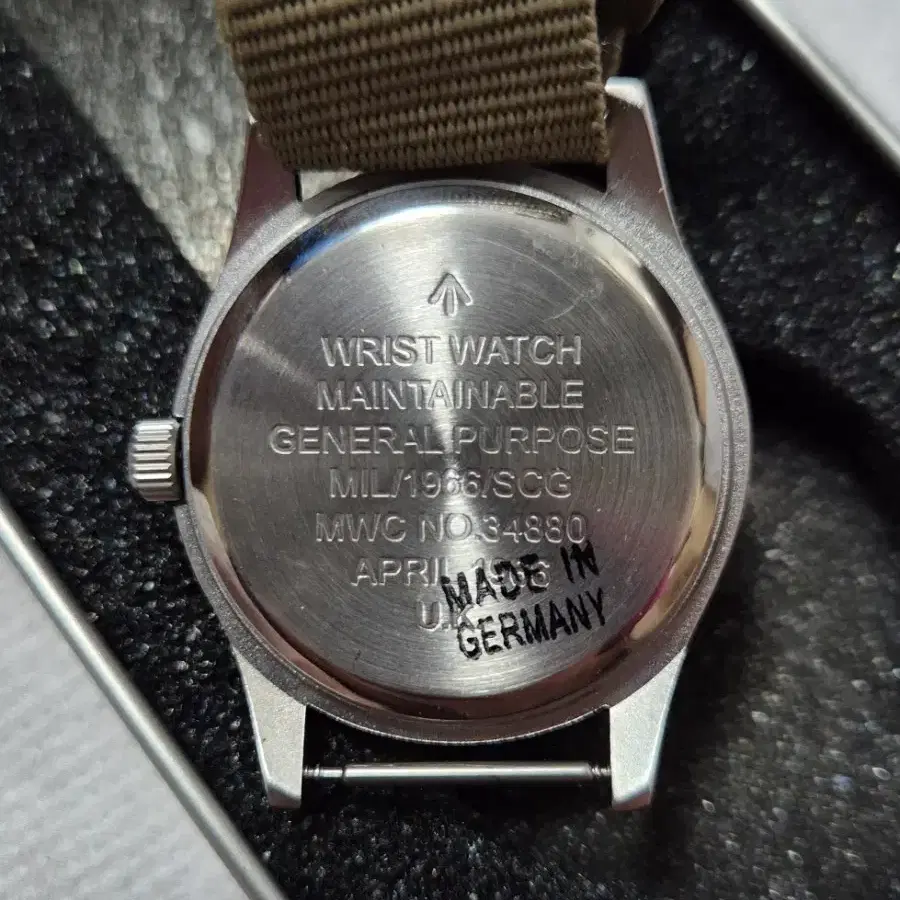 WRIST WATCH
MAINTAINABLE
GENERAL PURPOSE
MIL/1966/SCG
MWC NO.34880
APRIL
MADE IN
GERMANY